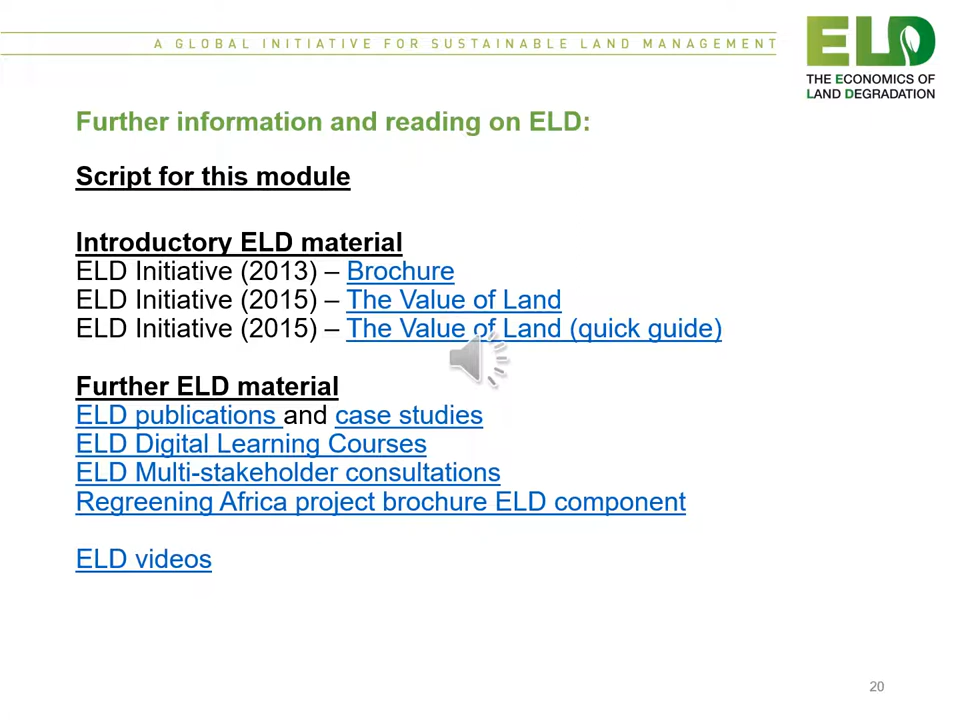 A GLOBAL INITIATIVE FOR SUSTAINABLE LAND MANAGEMENT
ELD
THE ECONOMICS OF
LAND DEGRADATION
Further information and reading on ELD:
Script for this module
Introductory ELD material
ELD Initiative (2013) – Brochure
ELD Initiative (2015) – The Value of Land
ELD Initiative (2015) – The Value of Land (quick guide)
Further ELD material
ELD publications and case studies
ELD Digital Learning Courses
ELD Multi-stakeholder consultations
Regreening Africa project brochure ELD component
ELD videos
20